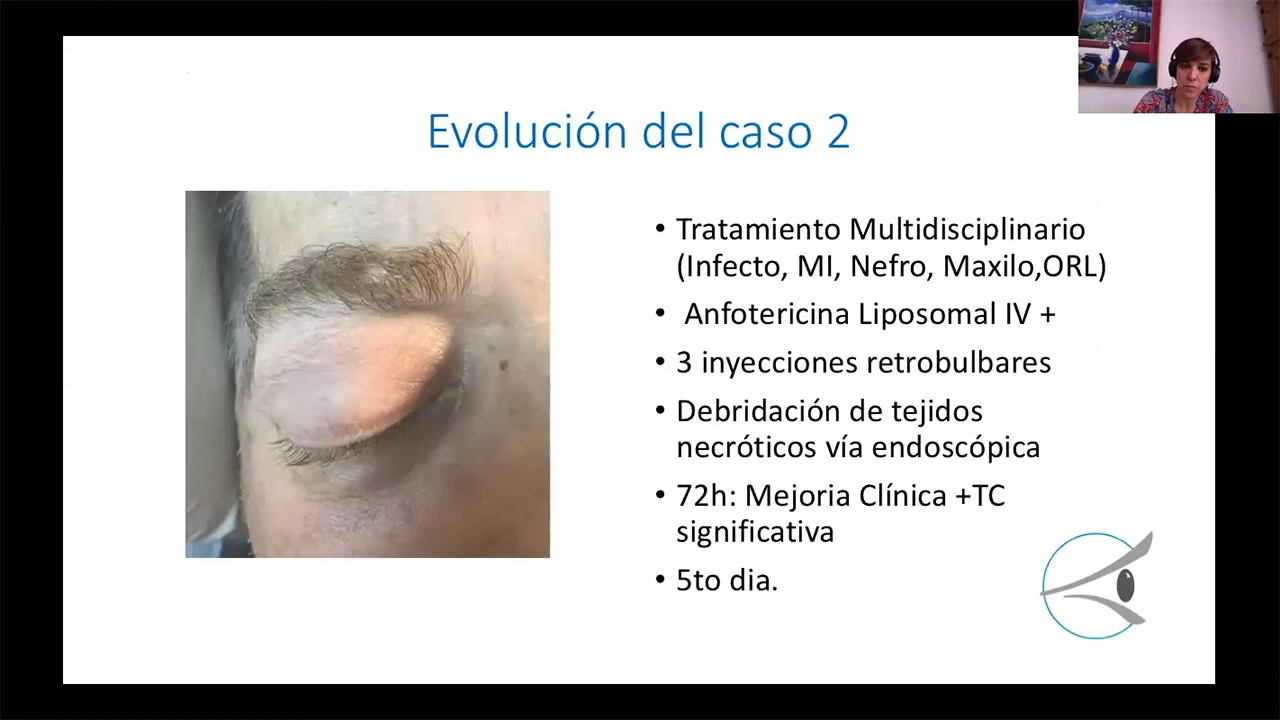 Evolución del caso 2
• Tratamiento Multidisciplinario
(Infecto, MI, Nefro, Maxilo,ORL)
• Anfotericina Liposomal IV +
• 3 inyecciones retrobulbares
• Debridación de tejidos
necróticos vía endoscópica
• 72h: Mejoria Clínica +TC
significativa
• 5to dia.